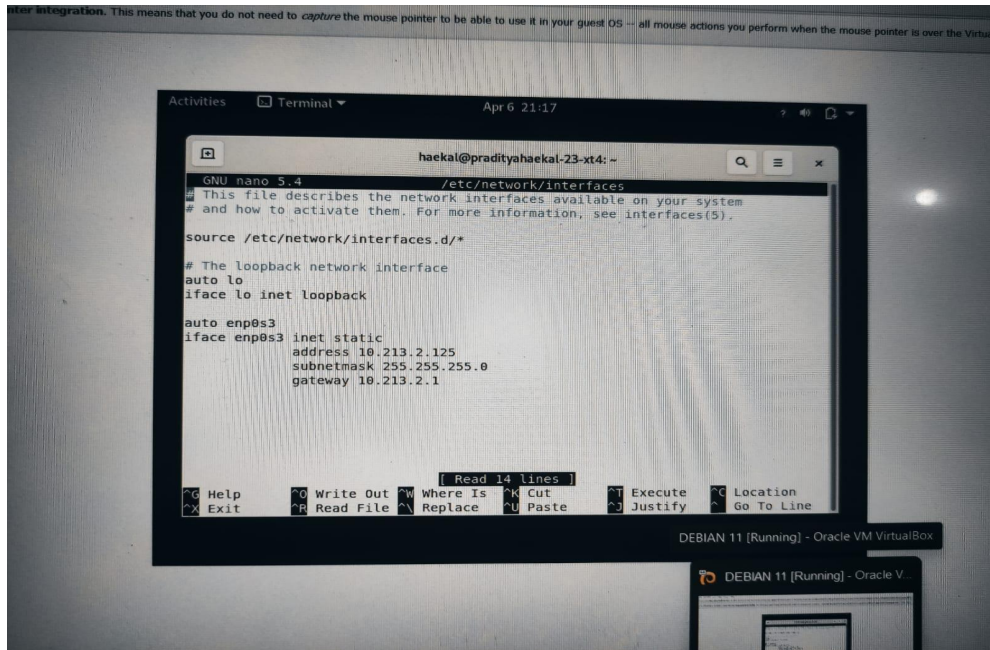 nter integration. This means that you do not need to capture the mouse pointer to be able to use it in your guest OS -- all mouse actions you perform when the mouse pointer is over the Virtu
Activities Terminal Apr 6 21:17
haekal@pradityahaekal-23-xt4: ~
GNU nano 5.4 /etc/network/interfaces
# This file describes the network interfaces available on your system
# and how to activate them. For more information, see interfaces(5).
source /etc/network/interfaces.d/*
# The loopback network interface
auto lo
iface lo inet loopback
auto enp0s3
iface enp0s3 inet static
address 10.213.2.125
subnetmask 255.255.255.0
gateway 10.213.2.1
[ Read 14 lines ]
^G Help ^O Write Out ^W Where Is ^K Cut ^T Execute ^C Location
^X Exit ^R Read File ^\ Replace ^U Paste ^J Justify ^ Go To Line
DEBIAN 11 [Running] - Oracle VM VirtualBox
DEBIAN 11 [Running] - Oracle V...